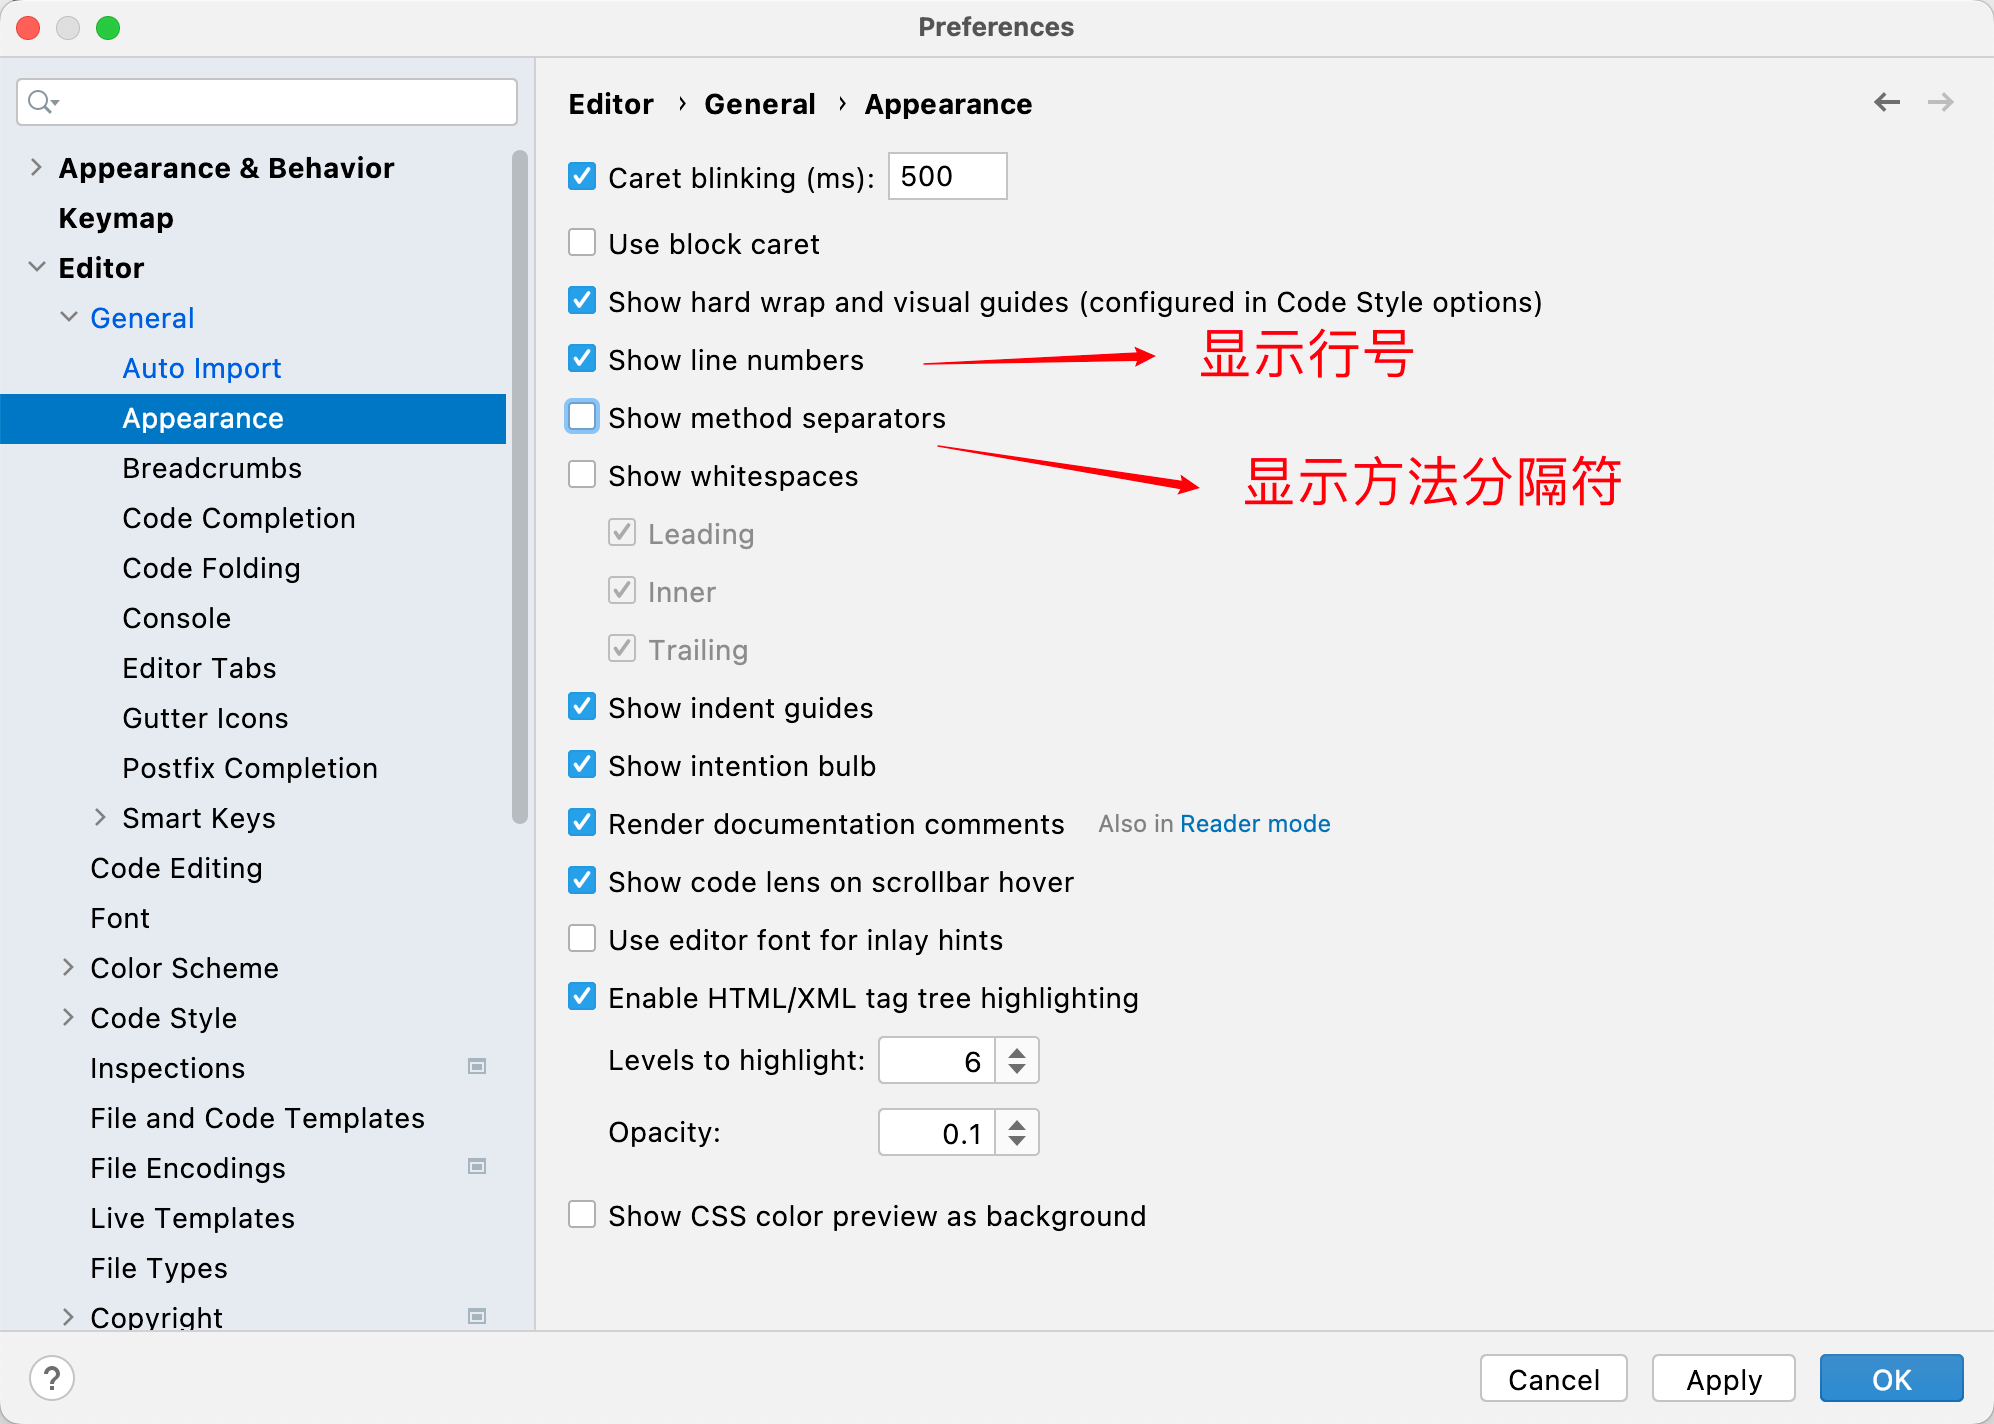 Preferences
Appearance & Behavior
Keymap
Editor
General
Auto Import
Appearance
Breadcrumbs
Code Completion
Code Folding
Console
Editor Tabs
Gutter Icons
Postfix Completion
Smart Keys
Code Editing
Font
Color Scheme
Code Style
Inspections
File and Code Templates
File Encodings
Live Templates
File Types
Copyright
Editor › General › Appearance
Caret blinking (ms): 500
Use block caret
Show hard wrap and visual guides (configured in Code Style options)
Show line numbers 显示行号
Show method separators
显示方法分隔符
Show whitespaces
Leading
Inner
Trailing
Show indent guides
Show intention bulb
Render documentation comments Also in Reader mode
Show code lens on scrollbar hover
Use editor font for inlay hints
Enable HTML/XML tag tree highlighting
Levels to highlight: 6
Opacity: 0.1
Show CSS color preview as background
? Cancel Apply OK